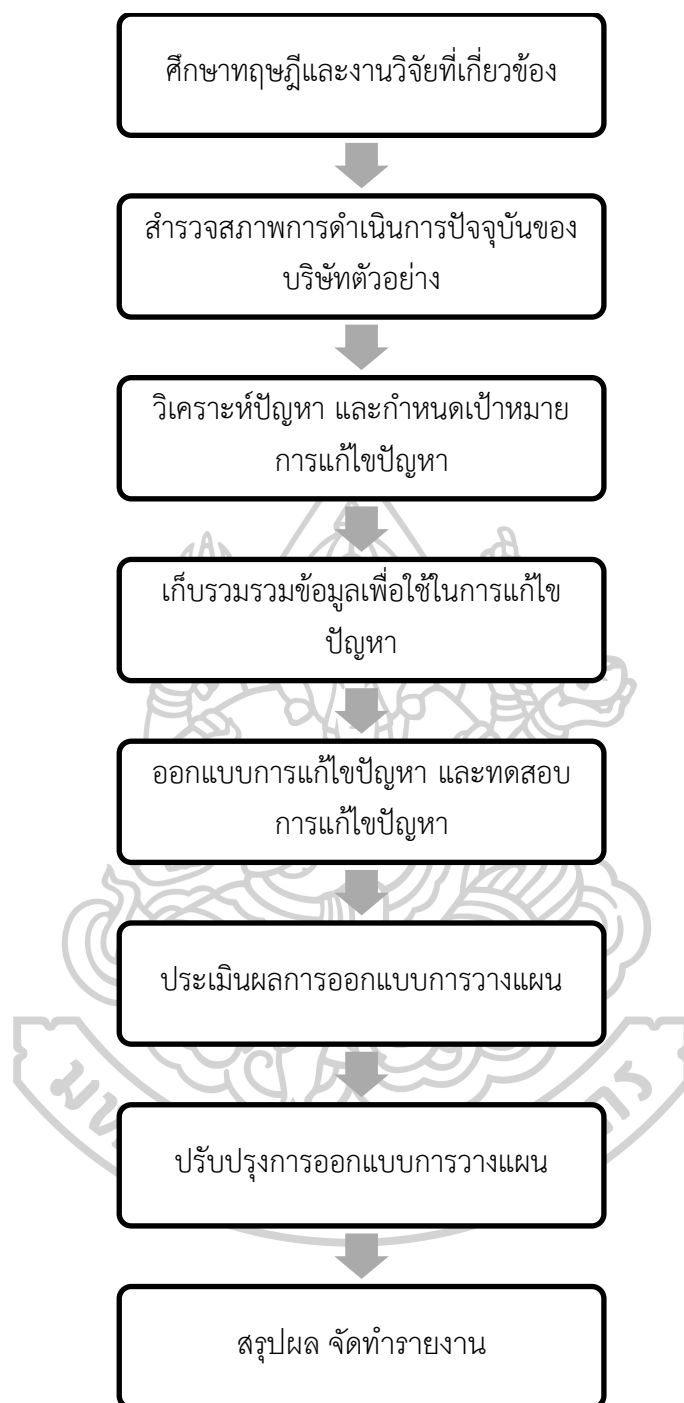 ศึกษาทฤษฎีและงานวิจัยที่เกี่ยวข้อง
สำรวจสภาพการดำเนินการปัจจุบันของ
บริษัทตัวอย่าง
วิเคราะห์ปัญหา และกำหนดเป้าหมาย
การแก้ไขปัญหา
เก็บรวมรวมข้อมูลเพื่อใช้ในการแก้ไข
ปัญหา
ออกแบบการแก้ไขปัญหา และทดสอบ
การแก้ไขปัญหา
ประเมินผลการออกแบบการวางแผน
ปรับปรุงการออกแบบการวางแผน
สรุปผล จัดทำรายงาน